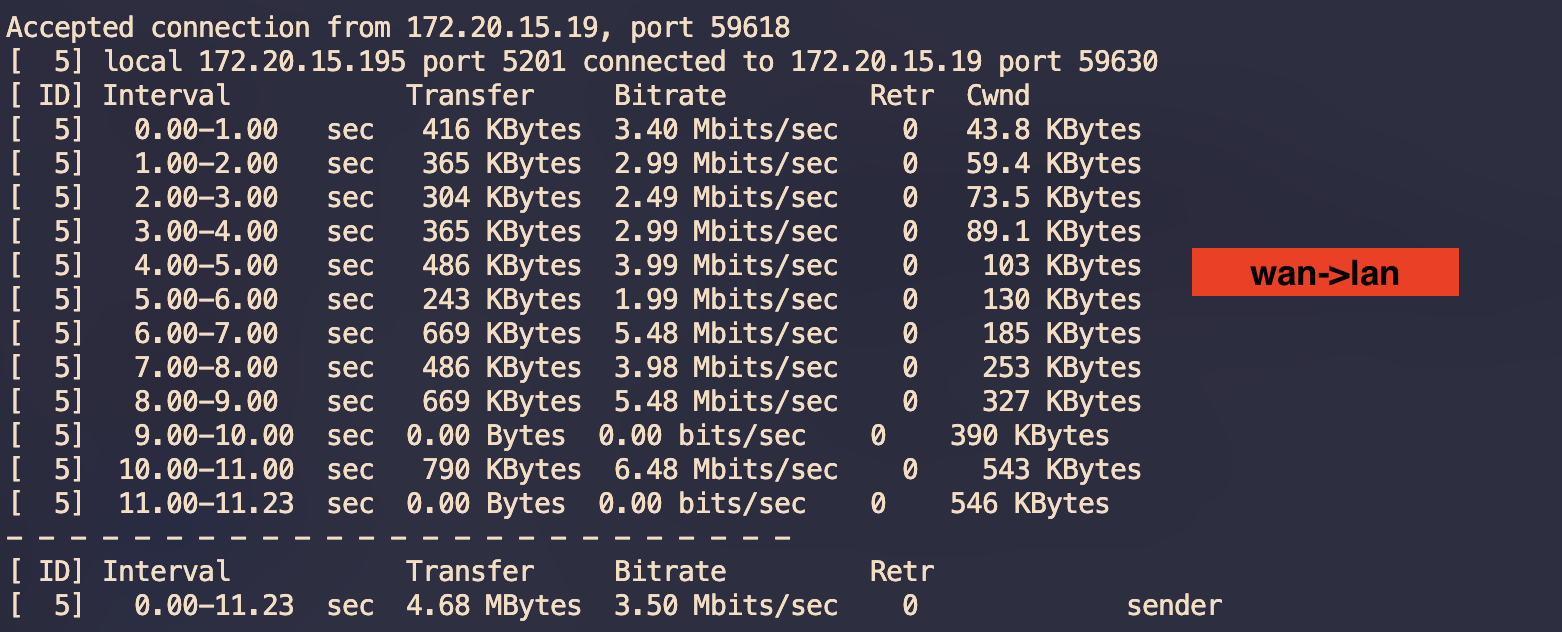 Accepted connection from 172.20.15.19, port 59618
[  5] local 172.20.15.195 port 5201 connected to 172.20.15.19 port 59630
[ ID] Interval           Transfer     Bitrate         Retr  Cwnd
[  5]   0.00-1.00   sec   416 KBytes  3.40 Mbits/sec    0   43.8 KBytes
[  5]   1.00-2.00   sec   365 KBytes  2.99 Mbits/sec    0   59.4 KBytes
[  5]   2.00-3.00   sec   304 KBytes  2.49 Mbits/sec    0   73.5 KBytes
[  5]   3.00-4.00   sec   365 KBytes  2.99 Mbits/sec    0   89.1 KBytes
[  5]   4.00-5.00   sec   486 KBytes  3.99 Mbits/sec    0    103 KBytes
wan->lan
[  5]   5.00-6.00   sec   243 KBytes  1.99 Mbits/sec    0    130 KBytes
[  5]   6.00-7.00   sec   669 KBytes  5.48 Mbits/sec    0    185 KBytes
[  5]   7.00-8.00   sec   486 KBytes  3.98 Mbits/sec    0    253 KBytes
[  5]   8.00-9.00   sec   669 KBytes  5.48 Mbits/sec    0    327 KBytes
[  5]   9.00-10.00  sec  0.00 Bytes  0.00 bits/sec    0    390 KBytes
[  5]  10.00-11.00  sec   790 KBytes  6.48 Mbits/sec    0    543 KBytes
[  5]  11.00-11.23  sec  0.00 Bytes  0.00 bits/sec    0    546 KBytes
- - - - - - - - - - - - - - - - - - - - - - - - -
[ ID] Interval           Transfer     Bitrate         Retr
[  5]   0.00-11.23  sec  4.68 MBytes  3.50 Mbits/sec    0             sender